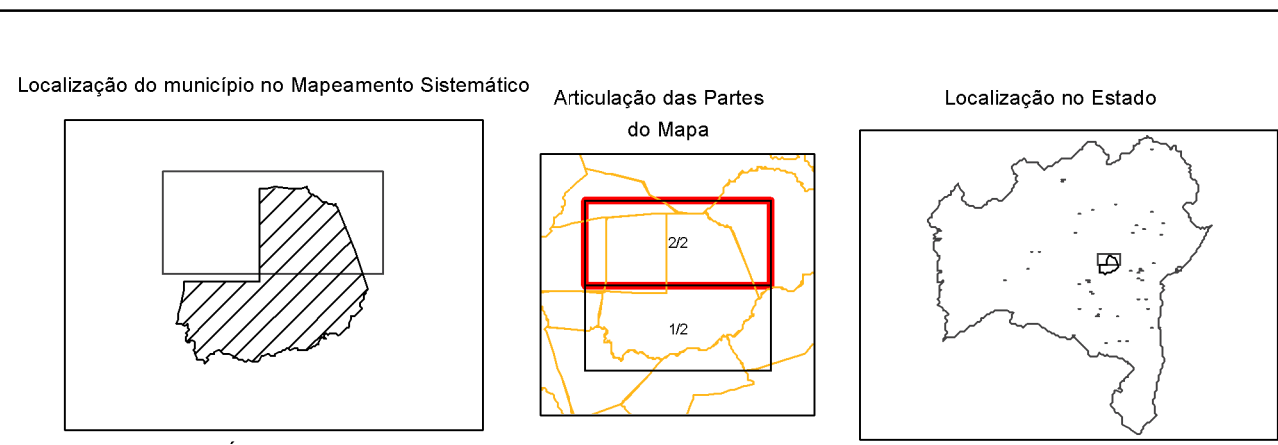 Localização do município no Mapeamento Sistemático
Articulação das Partes
do Mapa
2/2
1/2
Localização no Estado